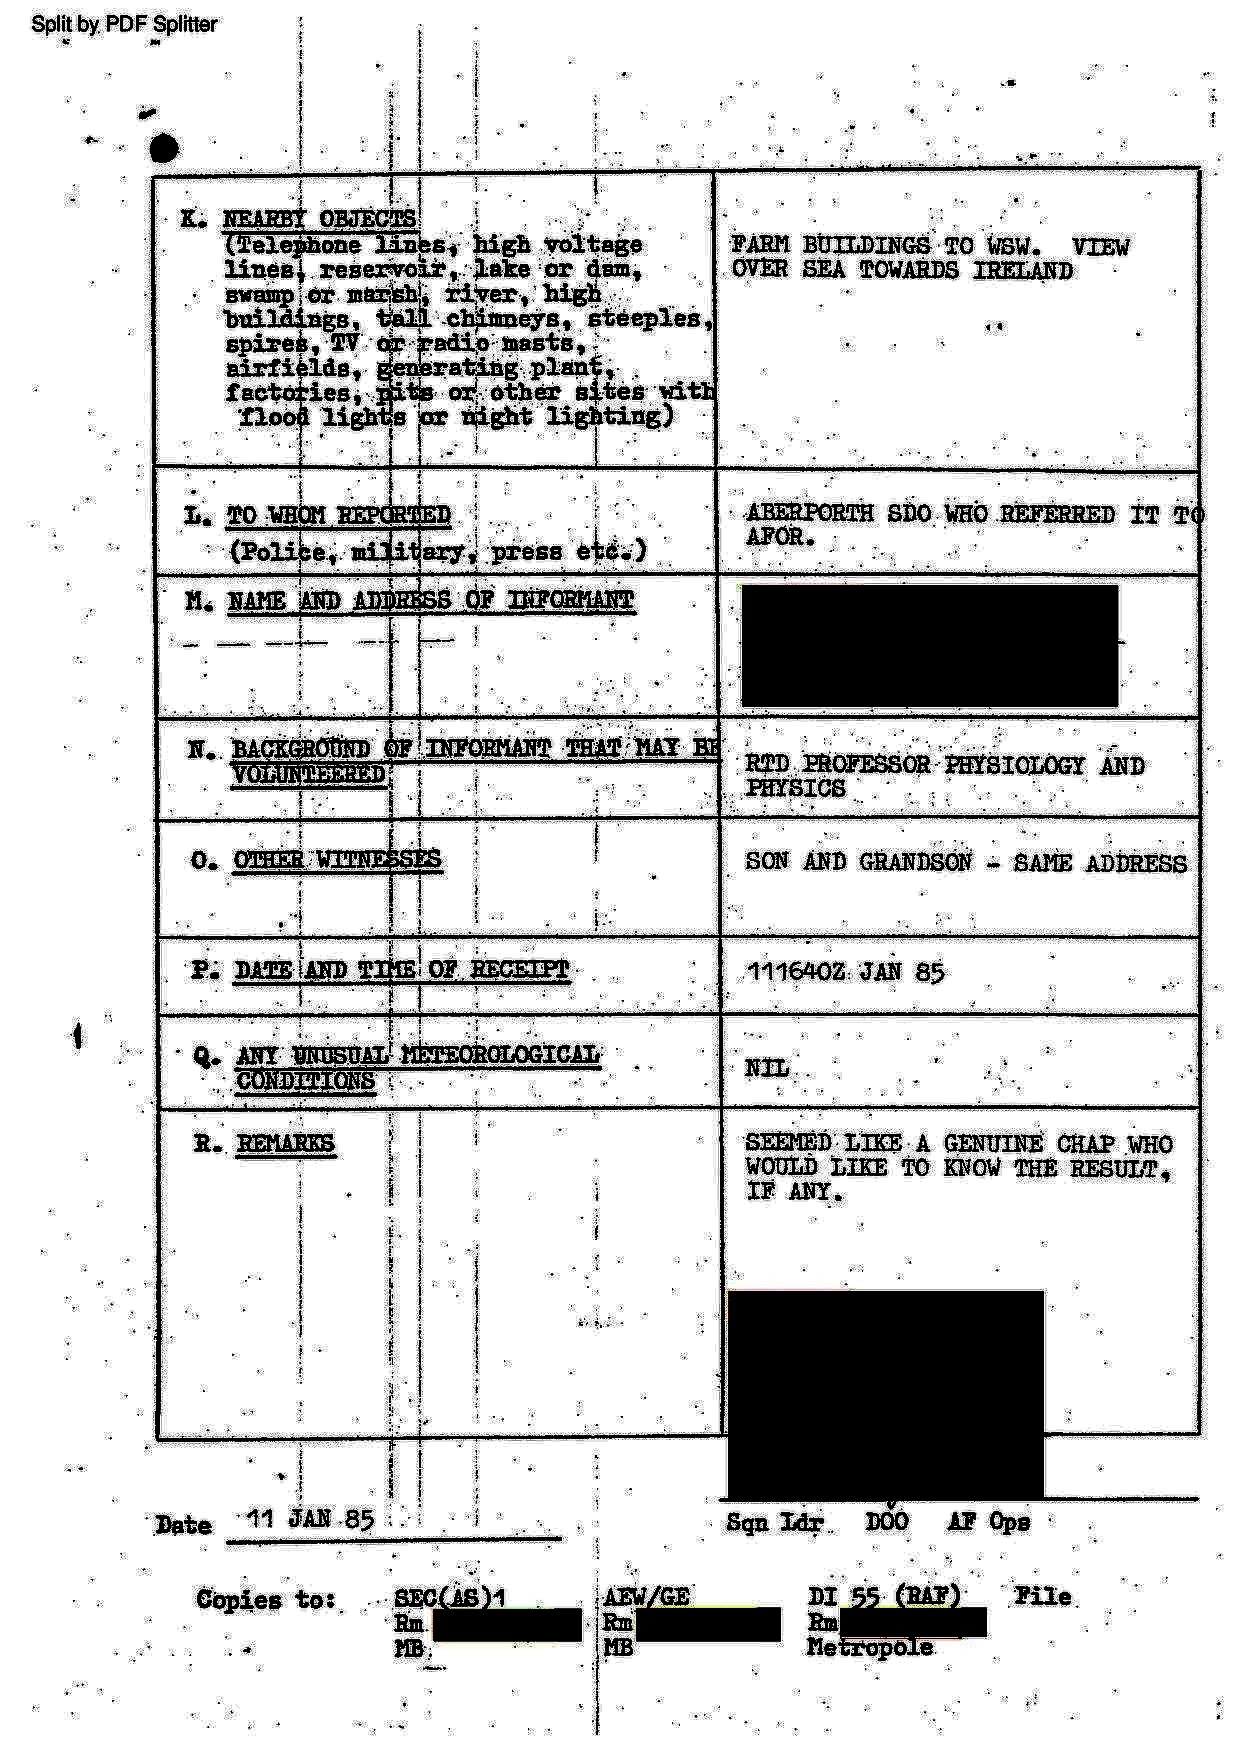 Split by PDF Splitter
K. NEARBY OBJECTS
(Telephone lines, high voltage
lines, reservoir, lake or dam,
swamp or marsh, river, high
buildings, tall chimneys, steeples,
spires, TV or radio masts,
airfields, generating plant,
factories, pits or other sites with
flood lights or night lighting)
FARM BUILDINGS TO WSW. VIEW
OVER SEA TOWARDS IRELAND
L. TO WHOM REPORTED
(Police, military, press etc.)
ABERPORTH SDO WHO REFERRED IT TO
AFOR.
M. NAME AND ADDRESS OF INFORMANT
N. BACKGROUND OF INFORMANT THAT MAY BE
VOLUNTEERED
RTD PROFESSOR PHYSIOLOGY AND
PHYSICS
O. OTHER WITNESSES
SON AND GRANDSON - SAME ADDRESS
P. DATE AND TIME OF RECEIPT
111640Z JAN 85
Q. ANY UNUSUAL METEOROLOGICAL
CONDITIONS
NIL
R. REMARKS
SEEMED LIKE A GENUINE CHAP WHO
WOULD LIKE TO KNOW THE RESULT,
IF ANY.
Date 11 JAN 85
Sqn Ldr DOO AF Ops
Copies to: SEC(AS)1 AEW/GE DI 55 (RAF) File
Rm Rm Rm
MB MB Metropole